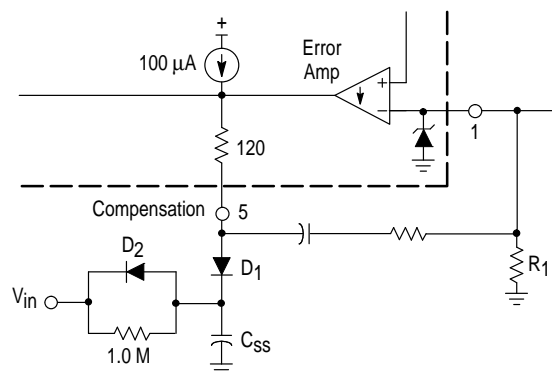 +
100 µA
Error
Amp
+
−
1
120
Compensation
5
D2
D1
R1
Vin
Css
1.0 M